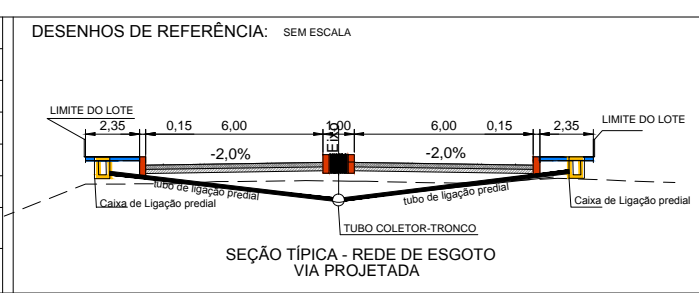 DESENHOS DE REFERÊNCIA: SEM ESCALA
LIMITE DO LOTE
2,35 0,15 6,00 1,00 6,00 0,15 2,35
LIMITE DO LOTE
Eixo
-2,0% -2,0%
tubo de ligação predial
tubo de ligação predial
Caixa de Ligação predial
Caixa de Ligação predial
TUBO COLETOR-TRONCO
SEÇÃO TÍPICA - REDE DE ESGOTO
VIA PROJETADA